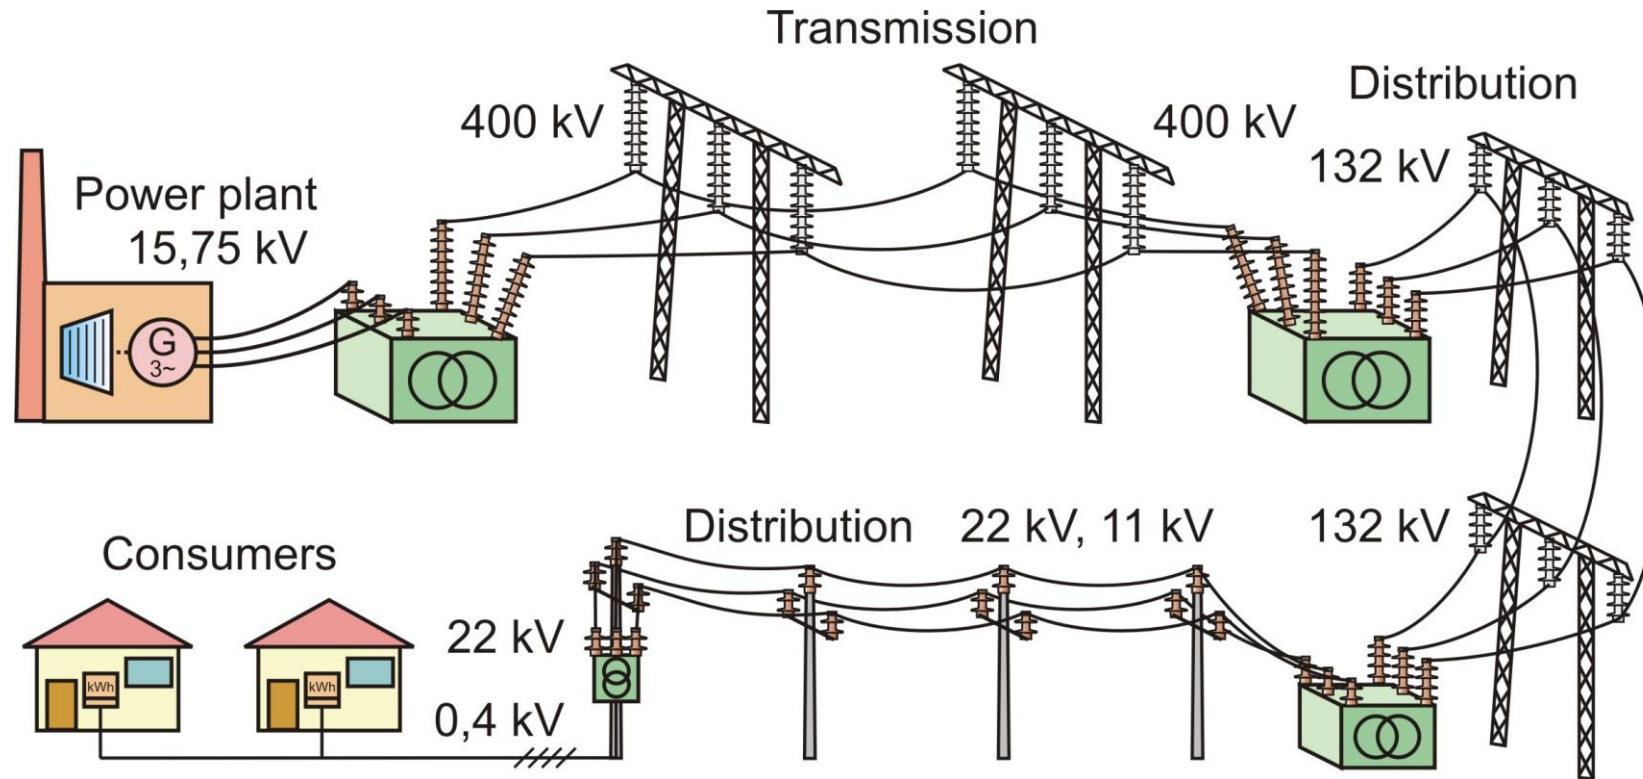 Transmission
Distribution
400 kV
400 kV
132 kV
Power plant
15,75 kV
G
3~
Distribution
22 kV, 11 kV
132 kV
Consumers
22 kV
kWh
kWh
0,4 kV